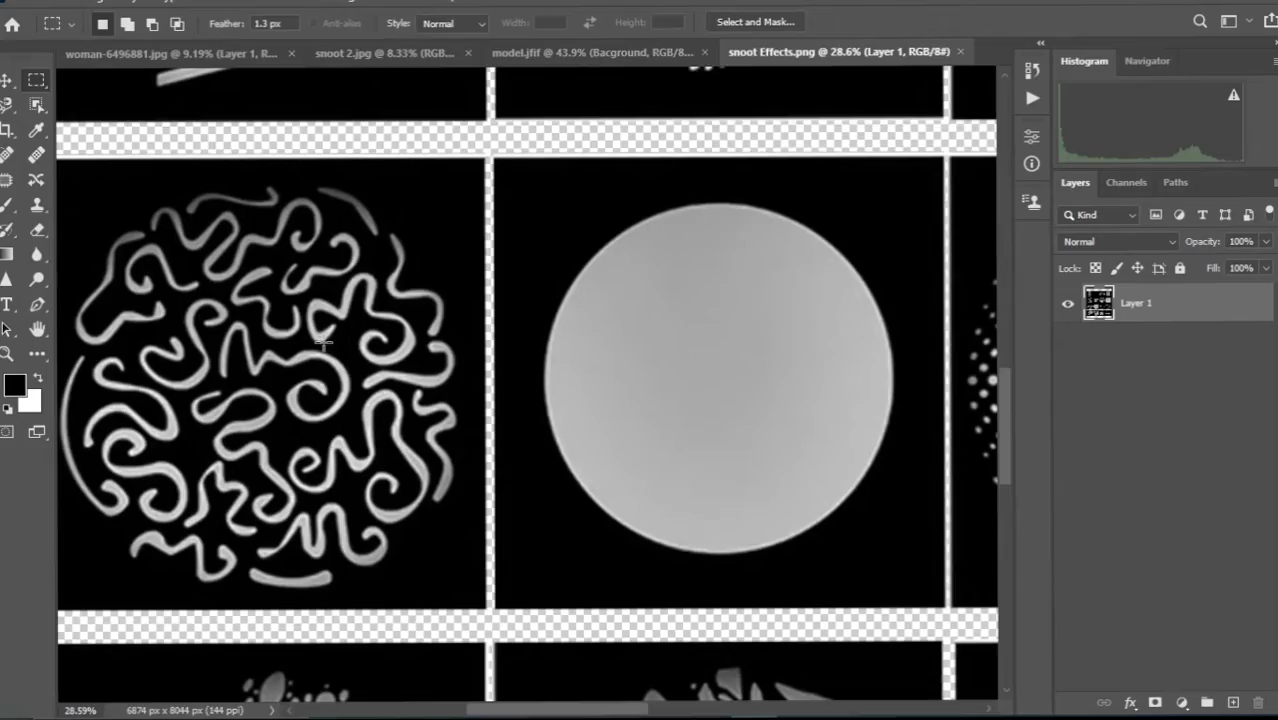 Feather: 1.3 px Anti-alias Style: Normal Width: Height: Select and Mask...
woman-6496881.jpg @ 9.19% (Layer 1, R... × snoot 2.jpg @ 8.33% (RGB... × model.jfif @ 43.9% (Bacground, RGB/8... × snoot Effects.png @ 28.6% (Layer 1, RGB/8#) ×
Histogram Navigator
Layers Channels Paths
Kind
Normal Opacity: 100%
Lock: Fill: 100%
Layer 1
28.59% 6874 px x 8044 px (144 ppi)